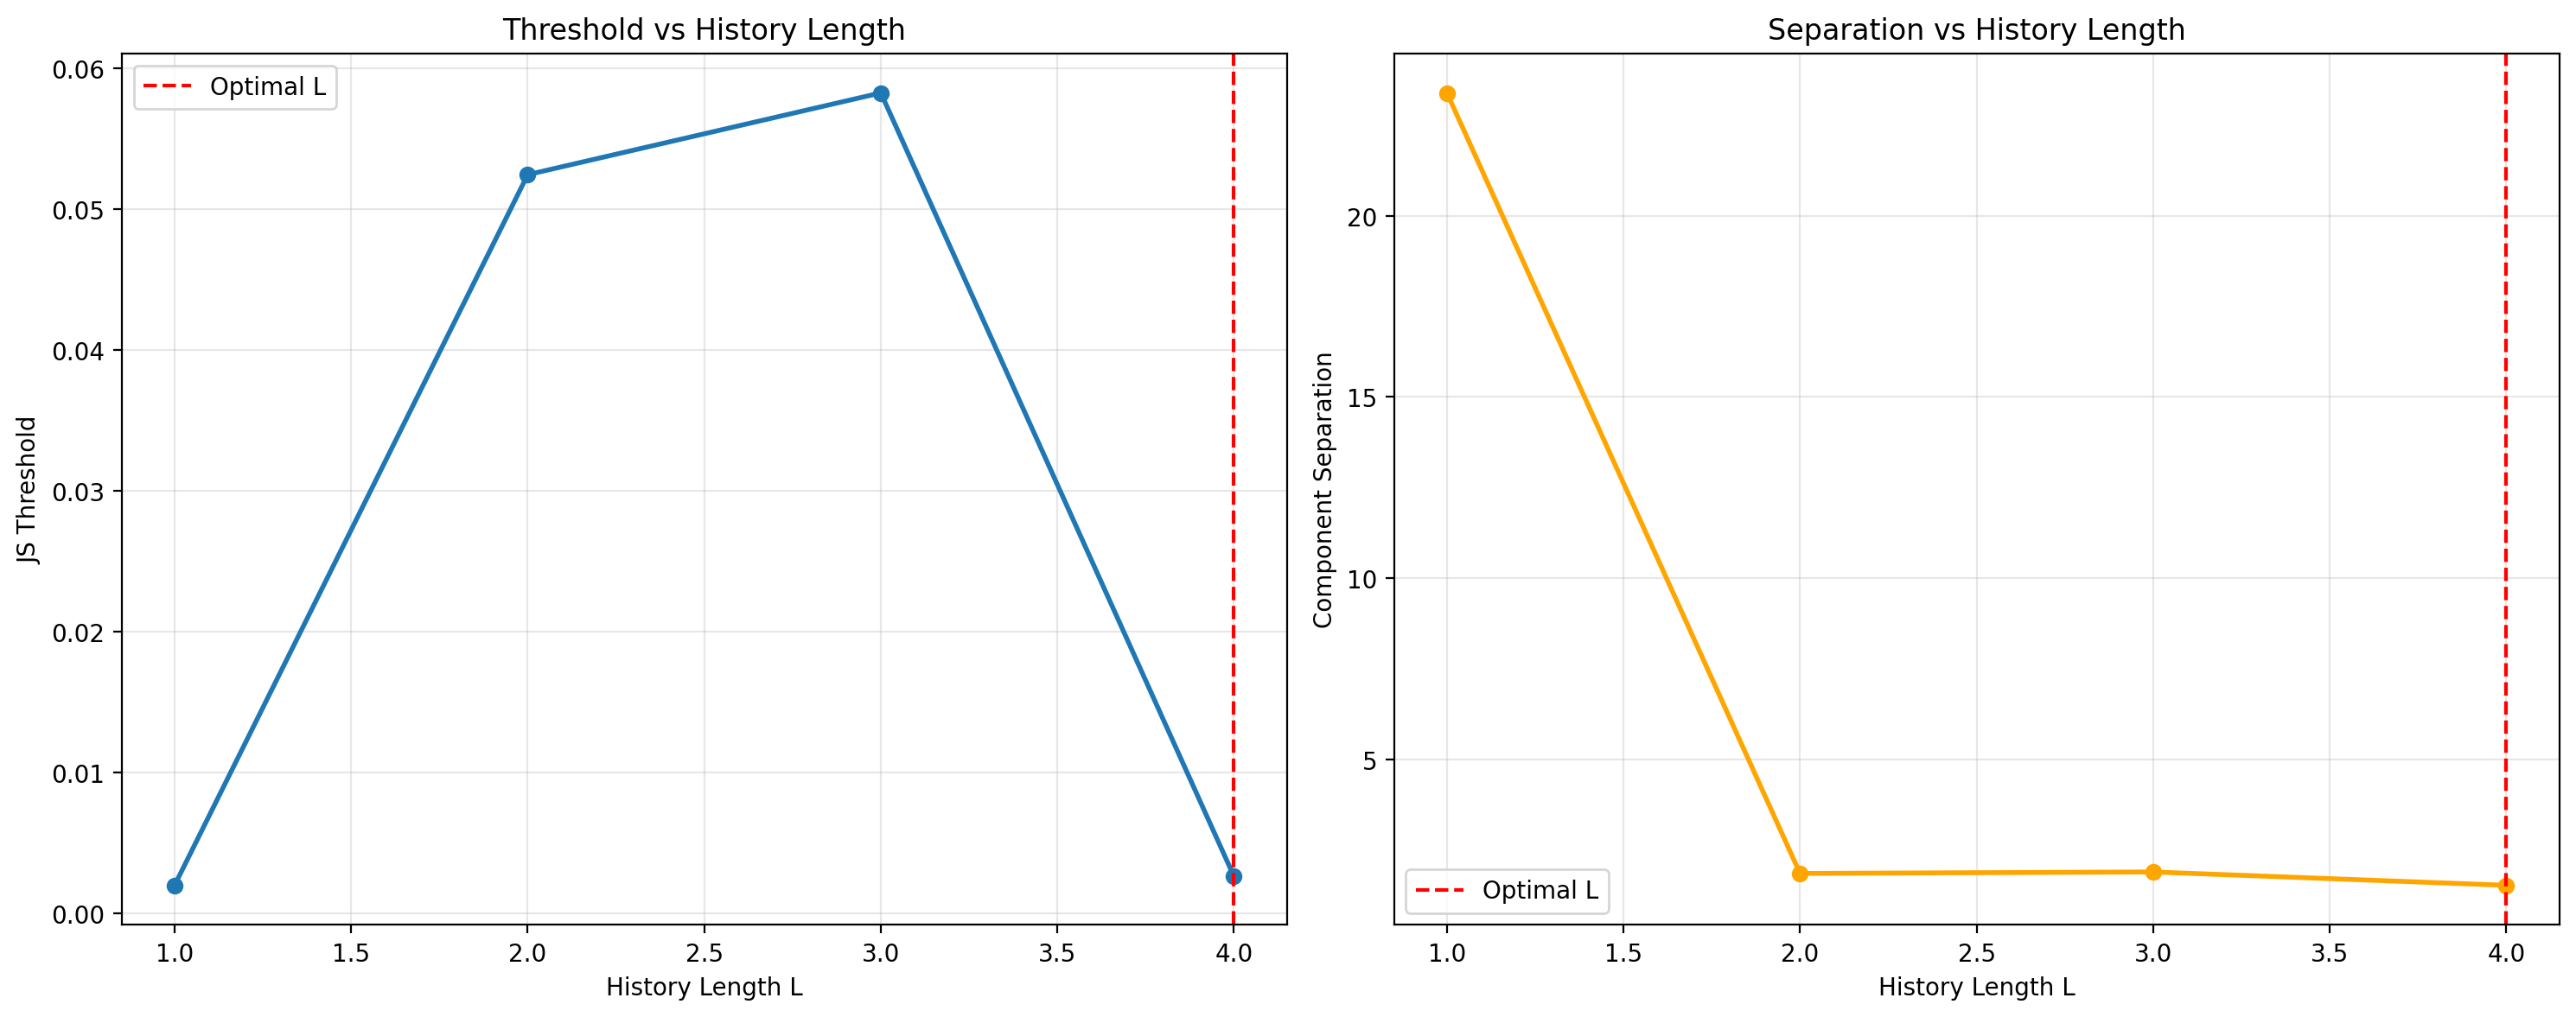 Threshold vs History Length
0.06
0.05
0.04
0.03
0.02
0.01
0.00
JS Threshold
Optimal L
1.0 1.5 2.0 2.5 3.0 3.5 4.0
History Length L
Separation vs History Length
20
15
10
5
Component Separation
Optimal L
1.0 1.5 2.0 2.5 3.0 3.5 4.0
History Length L